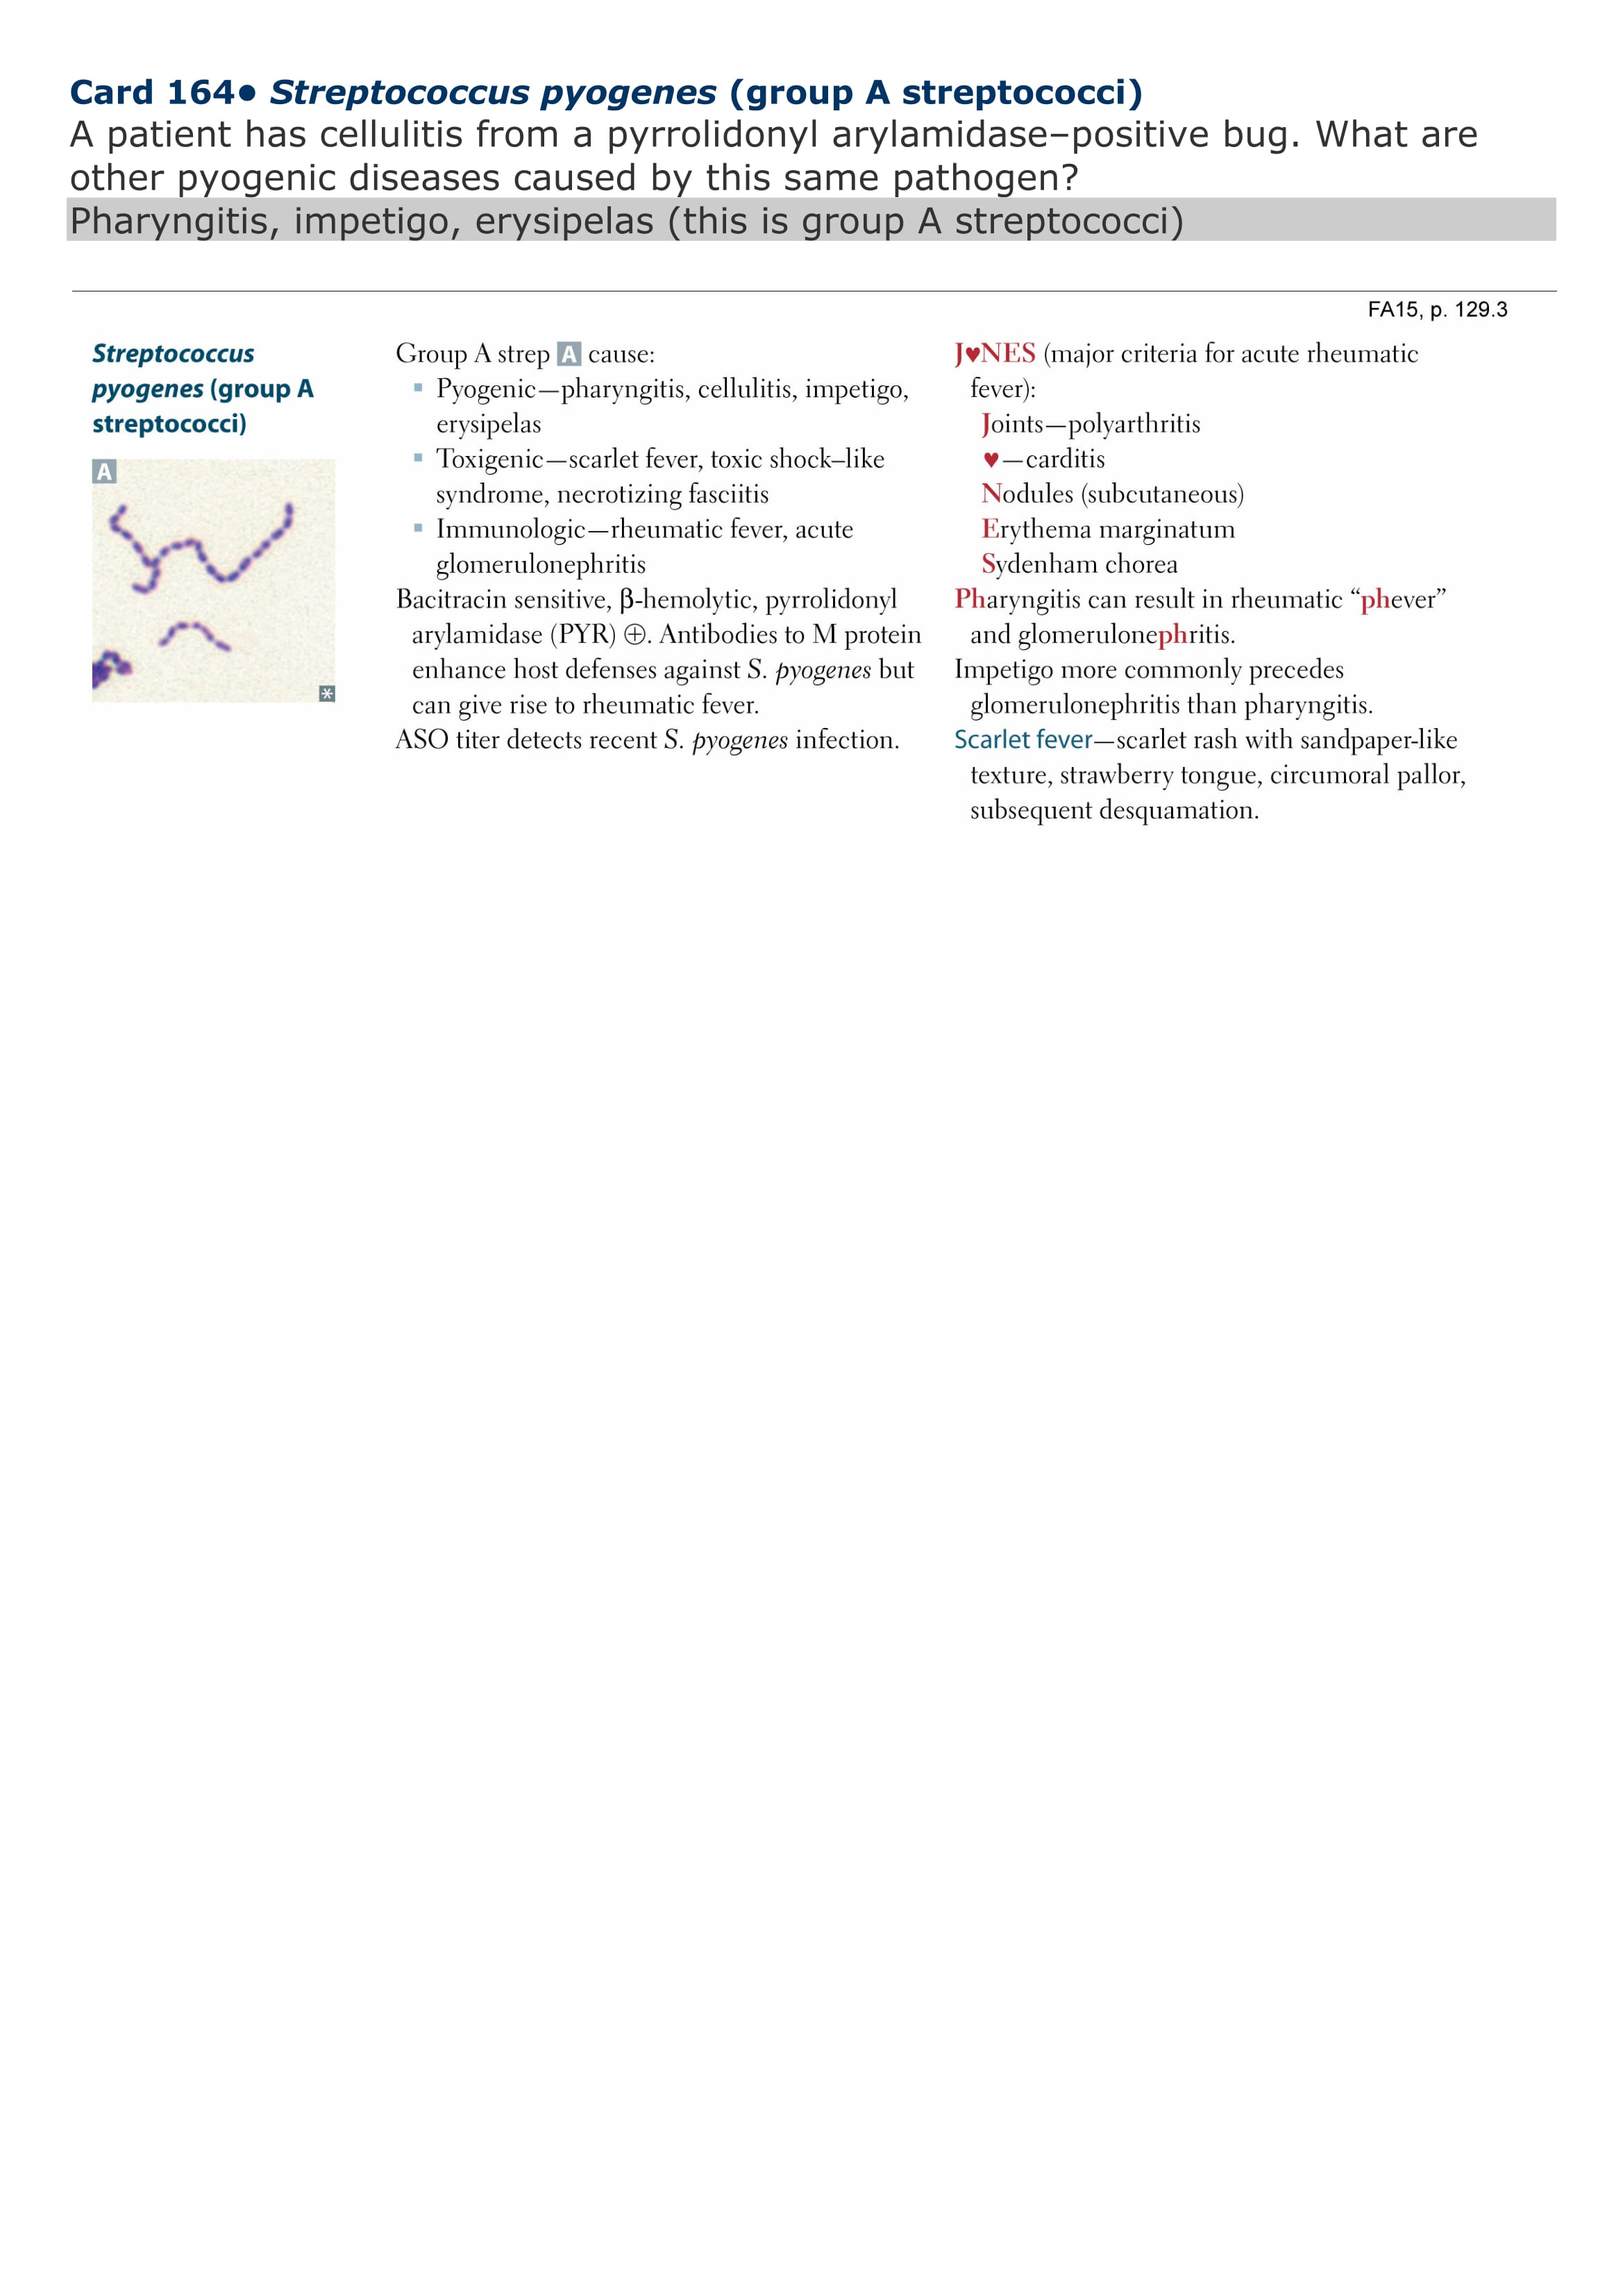 Card 164• Streptococcus pyogenes (group A streptococci)
A patient has cellulitis from a pyrrolidonyl arylamidase–positive bug. What are
other pyogenic diseases caused by this same pathogen?
Pharyngitis, impetigo, erysipelas (this is group A streptococci)
FA15, p. 129.3
Streptococcus
pyogenes (group A
streptococci)
A
*
Group A strep A cause:
▪ Pyogenic—pharyngitis, cellulitis, impetigo,
erysipelas
▪ Toxigenic—scarlet fever, toxic shock–like
syndrome, necrotizing fasciitis
▪ Immunologic—rheumatic fever, acute
glomerulonephritis
Bacitracin sensitive, β-hemolytic, pyrrolidonyl
arylamidase (PYR) ⊕. Antibodies to M protein
enhance host defenses against S. pyogenes but
can give rise to rheumatic fever.
ASO titer detects recent S. pyogenes infection.
J♥NES (major criteria for acute rheumatic
fever):
Joints—polyarthritis
♥—carditis
Nodules (subcutaneous)
Erythema marginatum
Sydenham chorea
Pharyngitis can result in rheumatic “phever”
and glomerulonephritis.
Impetigo more commonly precedes
glomerulonephritis than pharyngitis.
Scarlet fever—scarlet rash with sandpaper-like
texture, strawberry tongue, circumoral pallor,
subsequent desquamation.